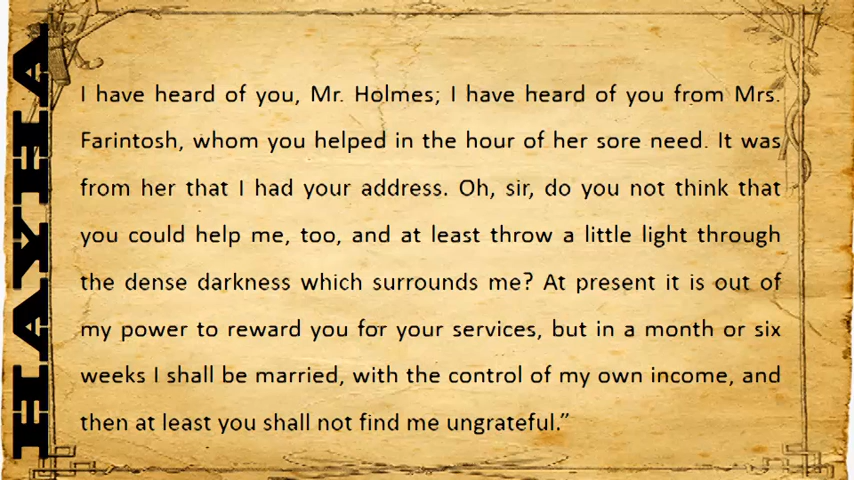 HAYHA
I have heard of you, Mr. Holmes; I have heard of you from Mrs.
Farintosh, whom you helped in the hour of her sore need. It was
from her that I had your address. Oh, sir, do you not think that
you could help me, too, and at least throw a little light through
the dense darkness which surrounds me? At present it is out of
my power to reward you for your services, but in a month or six
weeks I shall be married, with the control of my own income, and
then at least you shall not find me ungrateful.”